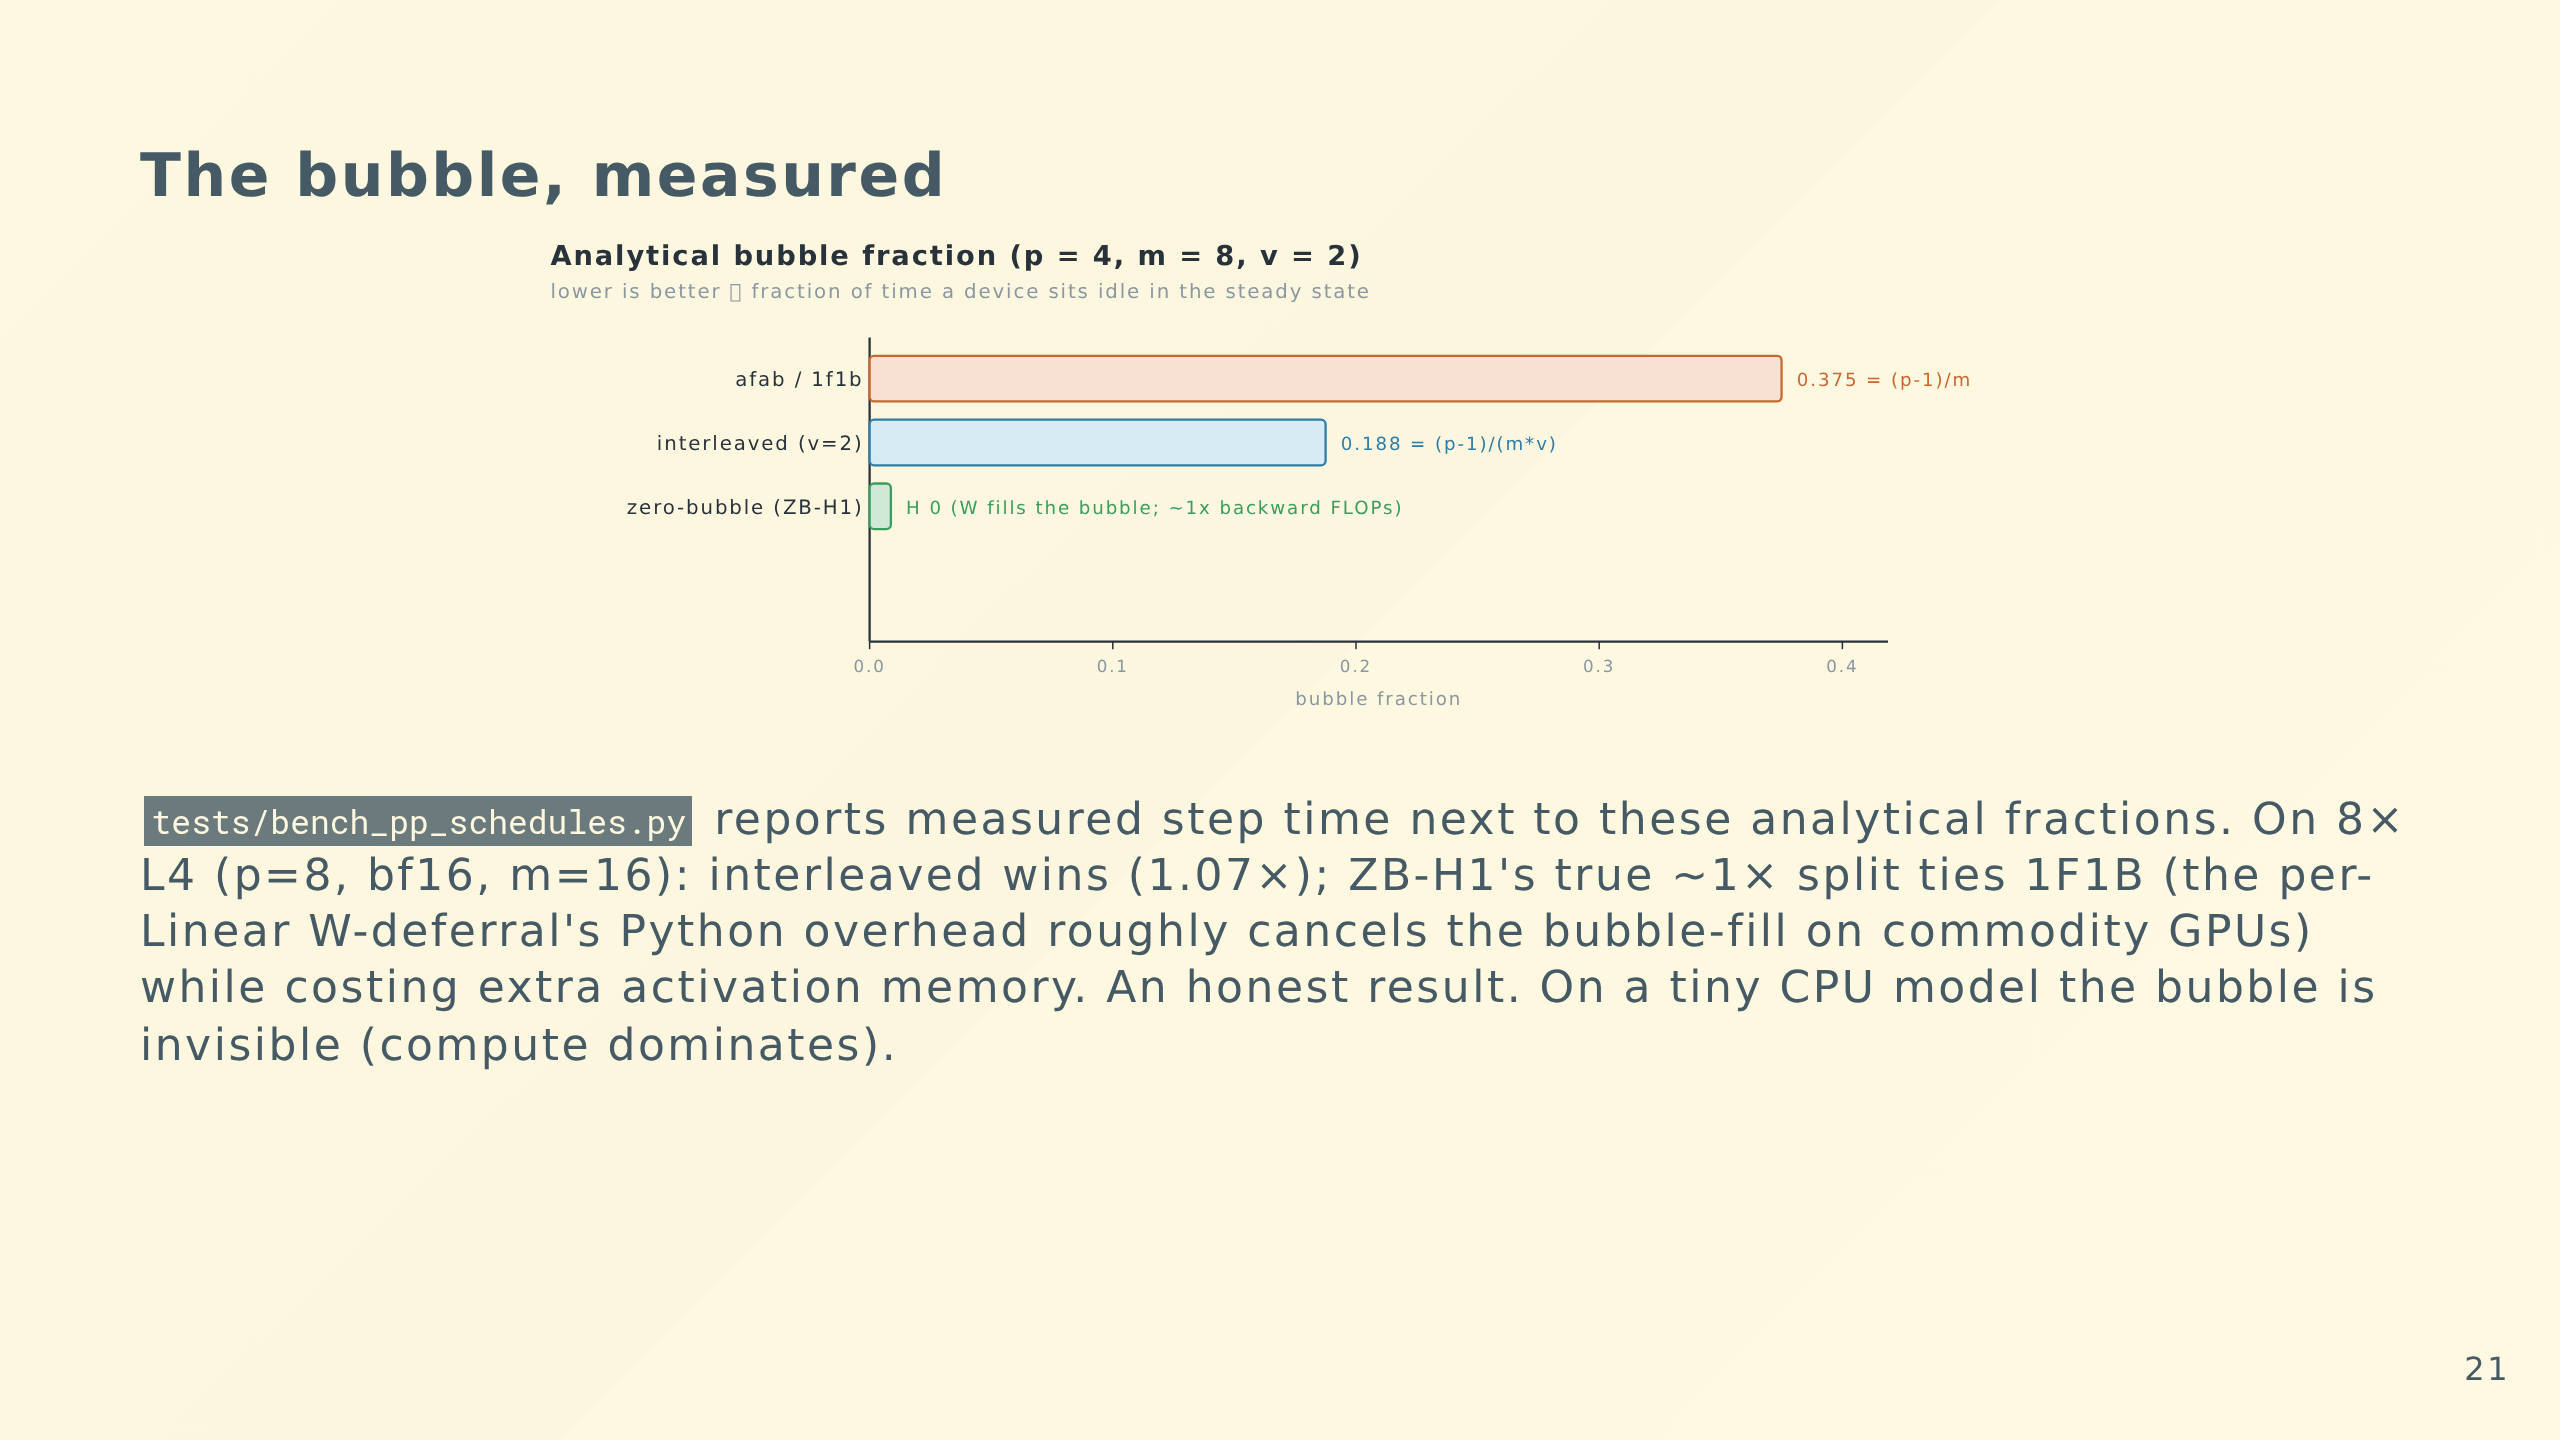 The bubble, measured
Analytical bubble fraction (p = 4, m = 8, v = 2)
lower is better ▯ fraction of time a device sits idle in the steady state
afab / 1f1b
0.375 = (p-1)/m
interleaved (v=2)
0.188 = (p-1)/(m*v)
zero-bubble (ZB-H1)
H 0 (W fills the bubble; ~1x backward FLOPs)
0.0 0.1 0.2 0.3 0.4
bubble fraction
tests/bench_pp_schedules.py reports measured step time next to these analytical fractions. On 8×
L4 (p=8, bf16, m=16): interleaved wins (1.07×); ZB-H1's true ~1× split ties 1F1B (the per-
Linear W-deferral's Python overhead roughly cancels the bubble-fill on commodity GPUs)
while costing extra activation memory. An honest result. On a tiny CPU model the bubble is
invisible (compute dominates).
21